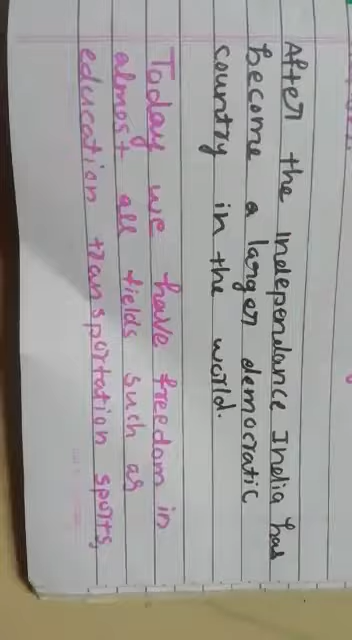 After the Independance India has
become a larger democratic
country in the world.
Today we have freedom in
almost all fields such as
education transportation sports,